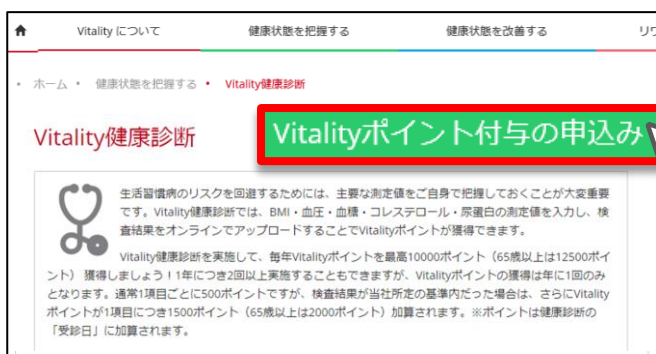 Vitality について 健康状態を把握する 健康状態を改善する リワ
・ ホーム ・ 健康状態を把握する ・ Vitality健康診断
Vitality健康診断
Vitalityポイント付与の申込み
生活習慣病のリスクを回避するためには、主要な測定値をご自身で把握しておくことが大変重要
です。Vitality健康診断では、BMI・血圧・血糖・コレステロール・尿蛋白の測定値を入力し、検
査結果をオンラインでアップロードすることでVitalityポイントが獲得できます。
Vitality健康診断を実施して、毎年Vitalityポイントを最高10000ポイント（65歳以上は12500ポイ
ント） 獲得しましょう！1年につき2回以上実施することもできますが、Vitalityポイントの獲得は年に1回のみ
となります。通常1項目ごとに500ポイントですが、検査結果が当社所定の基準内だった場合は、さらにVitality
ポイントが1項目につき1500ポイント（65歳以上は2000ポイント）加算されます。※ポイントは健康診断の
「受診日」に加算されます。